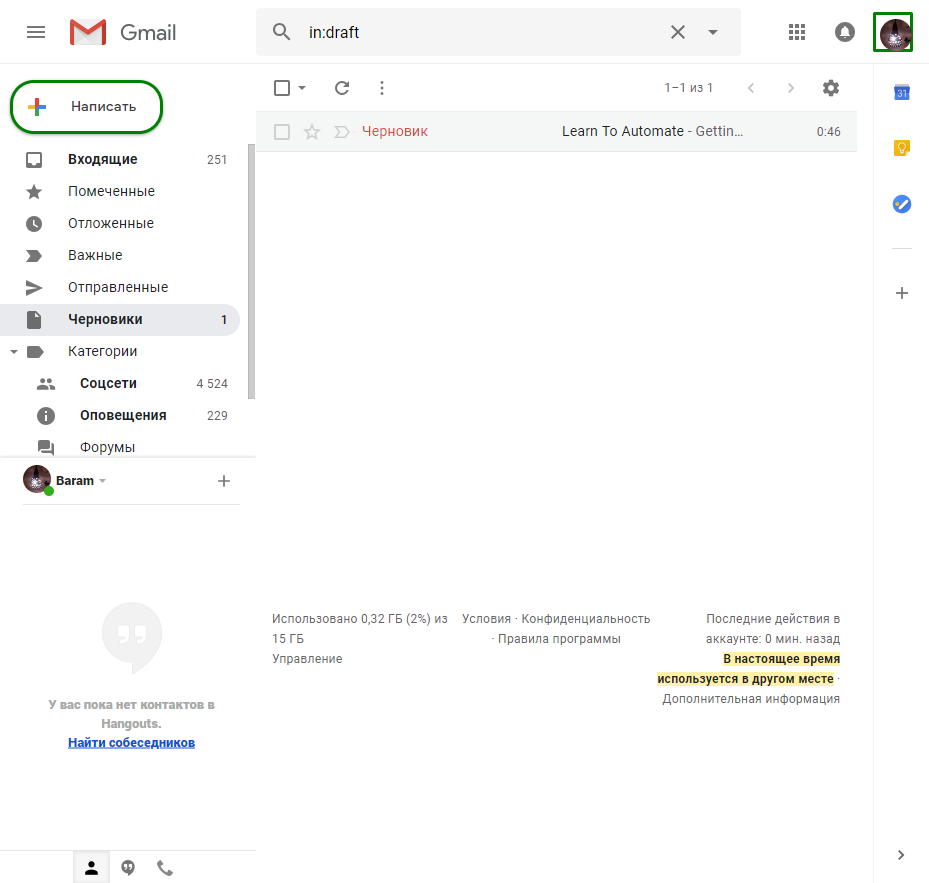 Gmail
in:draft
Написать
1–1 из 1
31
Черновик Learn To Automate - Gettin... 0:46
Входящие 251
Помеченные
Отложенные
Важные
Отправленные
Черновики 1
Категории
Соцсети 4 524
Оповещения 229
Форумы
Baram
У вас пока нет контактов в
Hangouts.
Найти собеседников
Использовано 0,32 ГБ (2%) из
15 ГБ
Управление
Условия · Конфиденциальность
· Правила программы
Последние действия в
аккаунте: 0 мин. назад
В настоящее время
используется в другом месте ·
Дополнительная информация